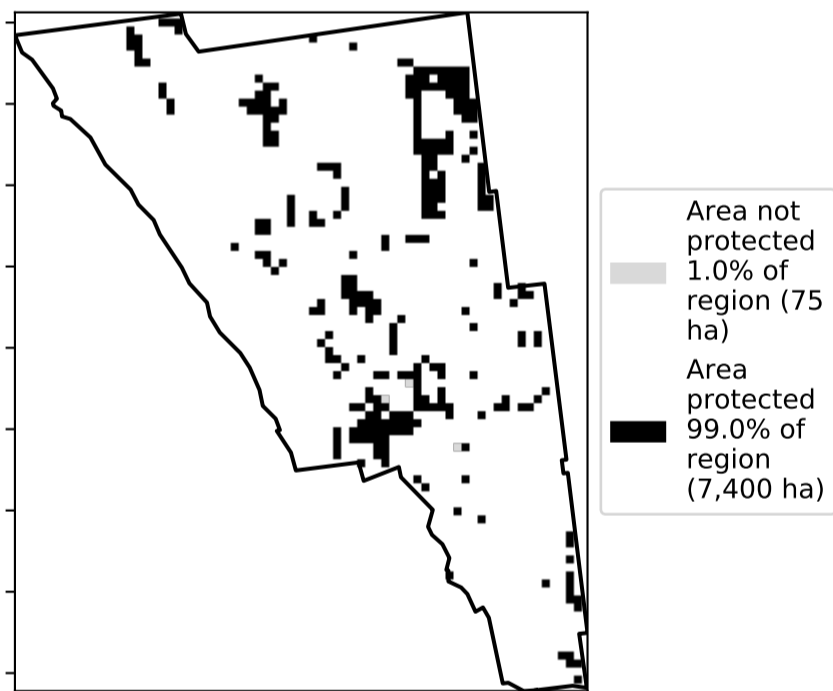 Area not
protected
1.0% of
region (75
ha)
Area
protected
99.0% of
region
(7,400 ha)